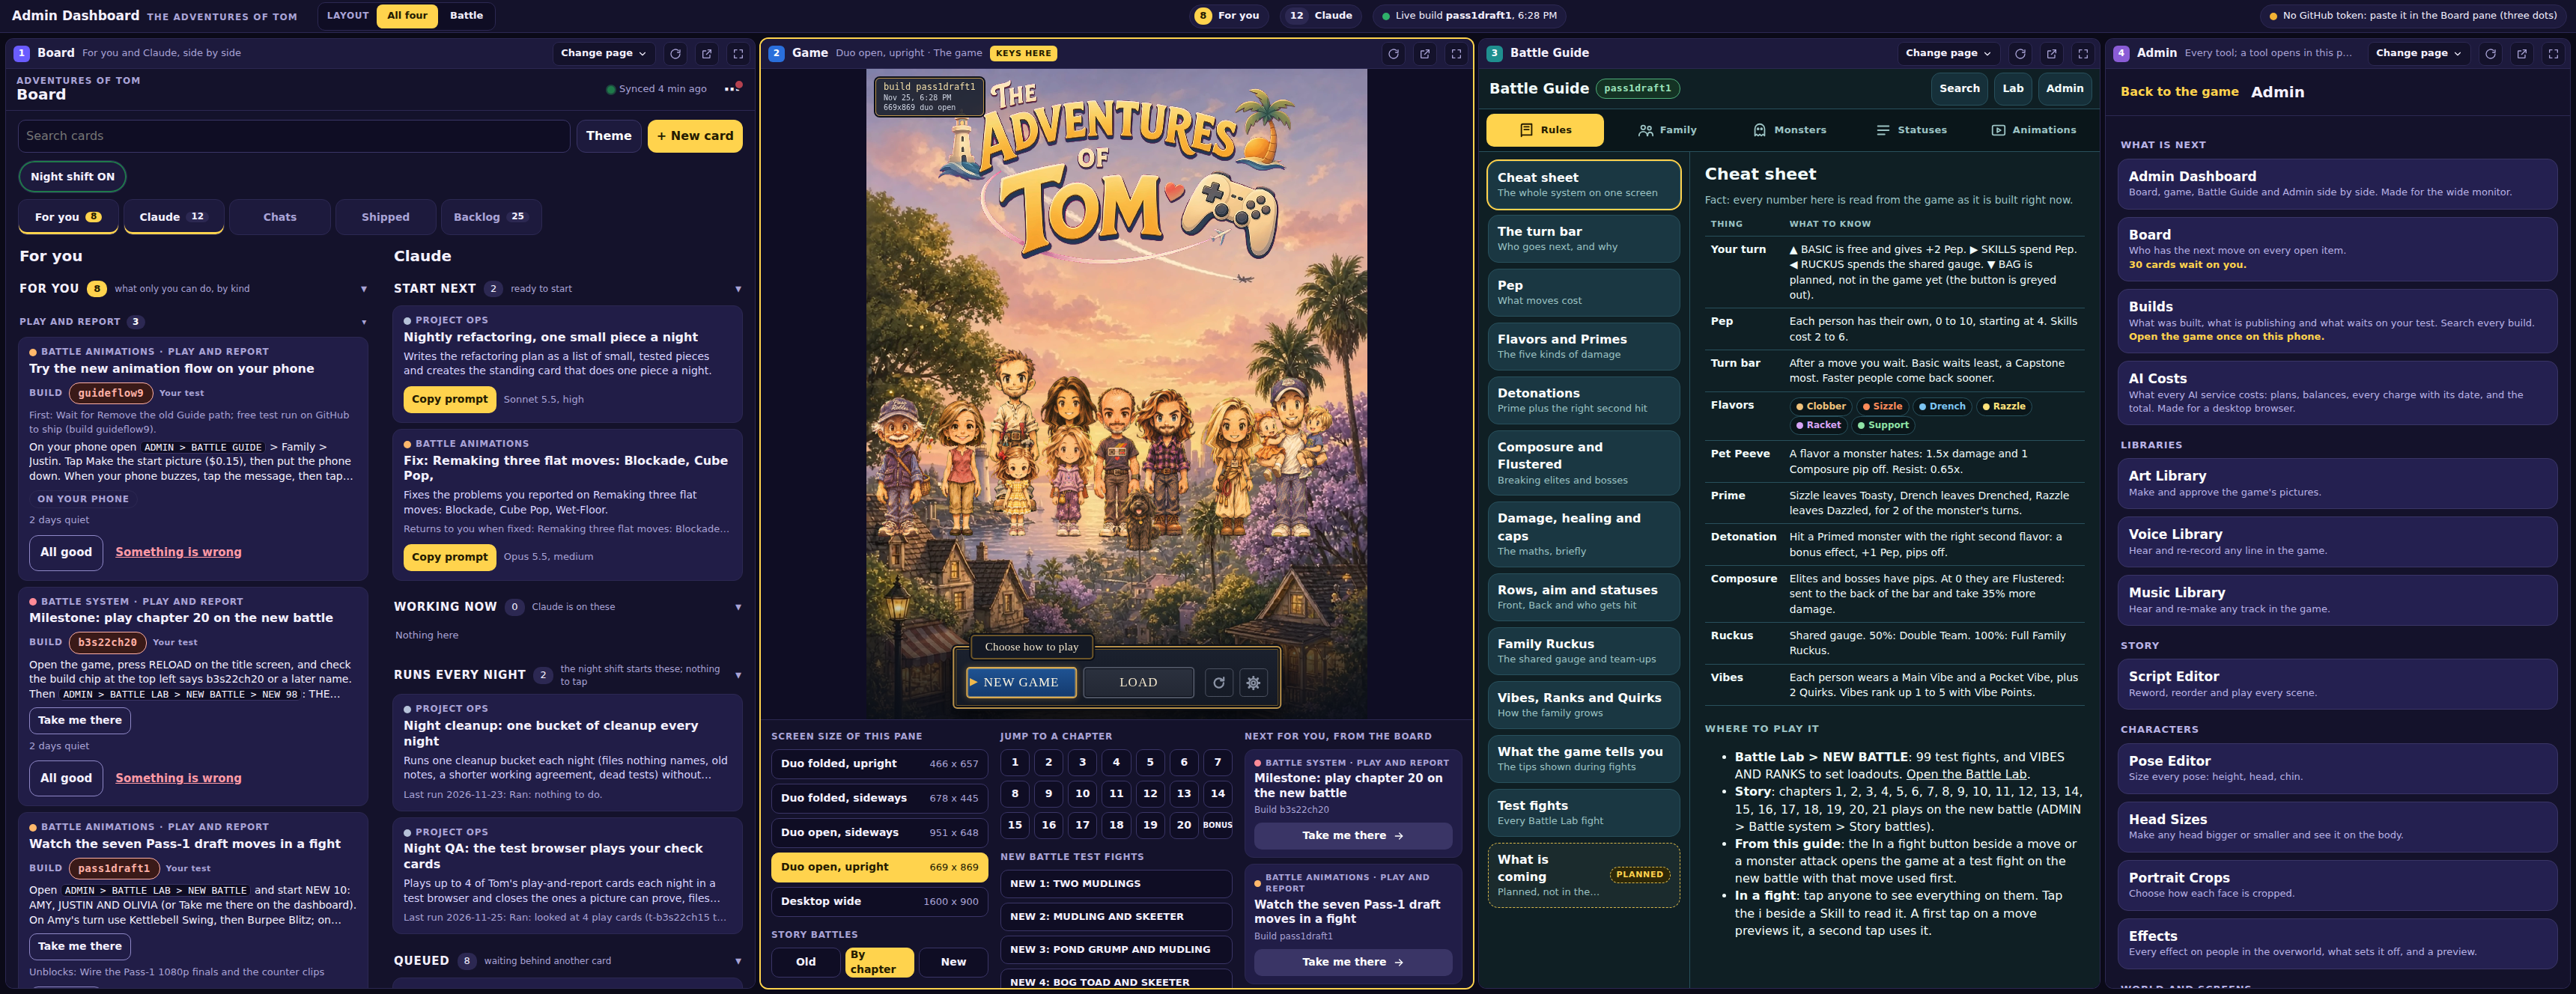 Admin Dashboard THE ADVENTURES OF TOM
LAYOUT All four Battle
8 For you
12 Claude
Live build pass1draft1, 6:28 PM
No GitHub token: paste it in the Board pane (three dots)
1 Board For you and Claude, side by side
Change page
ADVENTURES OF TOM
Board
Synced 4 min ago
Search cards
Theme
+ New card
Night shift ON
For you 8
Claude 12
Chats
Shipped
Backlog 25
For you
FOR YOU 8 what only you can do, by kind
PLAY AND REPORT 3
BATTLE ANIMATIONS · PLAY AND REPORT
Try the new animation flow on your phone
BUILD guideflow9 Your test
First: Wait for Remove the old Guide path; free test run on GitHub
to ship (build guideflow9).
On your phone open ADMIN > BATTLE GUIDE > Family >
Justin. Tap Make the start picture ($0.15), then put the phone
down. When your phone buzzes, tap the message, then tap...
ON YOUR PHONE
2 days quiet
All good
Something is wrong
BATTLE SYSTEM · PLAY AND REPORT
Milestone: play chapter 20 on the new battle
BUILD b3s22ch20 Your test
Open the game, press RELOAD on the title screen, and check
the build chip at the top left says b3s22ch20 or a later name.
Then ADMIN > BATTLE LAB > NEW BATTLE > NEW 98 : THE...
Take me there
2 days quiet
All good
Something is wrong
BATTLE ANIMATIONS · PLAY AND REPORT
Watch the seven Pass-1 draft moves in a fight
BUILD pass1draft1 Your test
Open ADMIN > BATTLE LAB > NEW BATTLE and start NEW 10:
AMY, JUSTIN AND OLIVIA (or Take me there on the dashboard).
On Amy's turn use Kettlebell Swing, then Burpee Blitz; on...
Take me there
Unblocks: Wire the Pass-1 1080p finals and the counter clips
Claude
START NEXT 2 ready to start
PROJECT OPS
Nightly refactoring, one small piece a night
Writes the refactoring plan as a list of small, tested pieces
and creates the standing card that does one piece a night.
Copy prompt Sonnet 5.5, high
BATTLE ANIMATIONS
Fix: Remaking three flat moves: Blockade, Cube
Pop,
Fixes the problems you reported on Remaking three flat
moves: Blockade, Cube Pop, Wet-Floor.
Returns to you when fixed: Remaking three flat moves: Blockade...
Copy prompt Opus 5.5, medium
WORKING NOW 0 Claude is on these
Nothing here
RUNS EVERY NIGHT 2 the night shift starts these; nothing
to tap
PROJECT OPS
Night cleanup: one bucket of cleanup every
night
Runs one cleanup bucket each night (files nothing names, old
notes, a shorter working agreement, dead tests) without...
Last run 2026-11-23: Ran: nothing to do.
PROJECT OPS
Night QA: the test browser plays your check
cards
Plays up to 4 of Tom's play-and-report cards each night in a
test browser and closes the ones a picture can prove, files...
Last run 2026-11-25: Ran: looked at 4 play cards (t-b3s22ch15 t...
QUEUED 8 waiting behind another card
2 Game Duo open, upright · The game KEYS HERE
build pass1draft1
Nov 25, 6:28 PM
669x869 duo open
THE
ADVENTURES
OF
TOM
Choose how to play
NEW GAME
LOAD
SCREEN SIZE OF THIS PANE
Duo folded, upright 466 x 657
Duo folded, sideways 678 x 445
Duo open, sideways 951 x 648
Duo open, upright 669 x 869
Desktop wide 1600 x 900
STORY BATTLES
Old
By
chapter
New
JUMP TO A CHAPTER
1 2 3 4 5 6 7
8 9 10 11 12 13 14
15 16 17 18 19 20 BONUS
NEW BATTLE TEST FIGHTS
NEW 1: TWO MUDLINGS
NEW 2: MUDLING AND SKEETER
NEW 3: POND GRUMP AND MUDLING
NEW 4: BOG TOAD AND SKEETER
NEXT FOR YOU, FROM THE BOARD
BATTLE SYSTEM · PLAY AND REPORT
Milestone: play chapter 20 on
the new battle
Build b3s22ch20
Take me there
BATTLE ANIMATIONS · PLAY AND
REPORT
Watch the seven Pass-1 draft
moves in a fight
Build pass1draft1
Take me there
3 Battle Guide
Change page
Battle Guide pass1draft1
Search
Lab
Admin
Rules
Family
Monsters
Statuses
Animations
Cheat sheet
The whole system on one screen
The turn bar
Who goes next, and why
Pep
What moves cost
Flavors and Primes
The five kinds of damage
Detonations
Prime plus the right second hit
Composure and
Flustered
Breaking elites and bosses
Damage, healing and
caps
The maths, briefly
Rows, aim and statuses
Front, Back and who gets hit
Family Ruckus
The shared gauge and team-ups
Vibes, Ranks and Quirks
How the family grows
What the game tells you
The tips shown during fights
Test fights
Every Battle Lab fight
What is
coming
Planned, not in the...
PLANNED
Cheat sheet
Fact: every number here is read from the game as it is built right now.
THING WHAT TO KNOW
Your turn ▲ BASIC is free and gives +2 Pep. ▶ SKILLS spend Pep.
◀ RUCKUS spends the shared gauge. ▼ BAG is
planned, not in the game yet (the button is greyed
out).
Pep Each person has their own, 0 to 10, starting at 4. Skills
cost 2 to 6.
Turn bar After a move you wait. Basic waits least, a Capstone
most. Faster people come back sooner.
Flavors Clobber Sizzle Drench Razzle
Racket Support
Pet Peeve A flavor a monster hates: 1.5x damage and 1
Composure pip off. Resist: 0.65x.
Prime Sizzle leaves Toasty, Drench leaves Drenched, Razzle
leaves Dazzled, for 2 of the monster's turns.
Detonation Hit a Primed monster with the right second flavor: a
bonus effect, +1 Pep, pips off.
Composure Elites and bosses have pips. At 0 they are Flustered:
sent to the back of the bar and take 35% more
damage.
Ruckus Shared gauge. 50%: Double Team. 100%: Full Family
Ruckus.
Vibes Each person wears a Main Vibe and a Pocket Vibe, plus
2 Quirks. Vibes rank up 1 to 5 with Vibe Points.
WHERE TO PLAY IT
• Battle Lab > NEW BATTLE: 99 test fights, and VIBES
AND RANKS to set loadouts. Open the Battle Lab.
• Story: chapters 1, 2, 3, 4, 5, 6, 7, 8, 9, 10, 11, 12, 13, 14,
15, 16, 17, 18, 19, 20, 21 plays on the new battle (ADMIN
> Battle system > Story battles).
• From this guide: the In a fight button beside a move or
a monster attack opens the game at a test fight on the
new battle with that move used first.
• In a fight: tap anyone to see everything on them. Tap
the i beside a Skill to read it. A first tap on a move
previews it, a second tap uses it.
4 Admin Every tool; a tool opens in this p...
Change page
Back to the game Admin
WHAT IS NEXT
Admin Dashboard
Board, game, Battle Guide and Admin side by side. Made for the wide monitor.
Board
Who has the next move on every open item.
30 cards wait on you.
Builds
What was built, what is publishing and what waits on your test. Search every build.
Open the game once on this phone.
AI Costs
What every AI service costs: plans, balances, every charge with its date, and the
total. Made for a desktop browser.
LIBRARIES
Art Library
Make and approve the game's pictures.
Voice Library
Hear and re-record any line in the game.
Music Library
Hear and re-make any track in the game.
STORY
Script Editor
Reword, reorder and play every scene.
CHARACTERS
Pose Editor
Size every pose: height, head, chin.
Head Sizes
Make any head bigger or smaller and see it on the body.
Portrait Crops
Choose how each face is cropped.
Effects
Every effect on people in the overworld, what sets it off, and a preview.